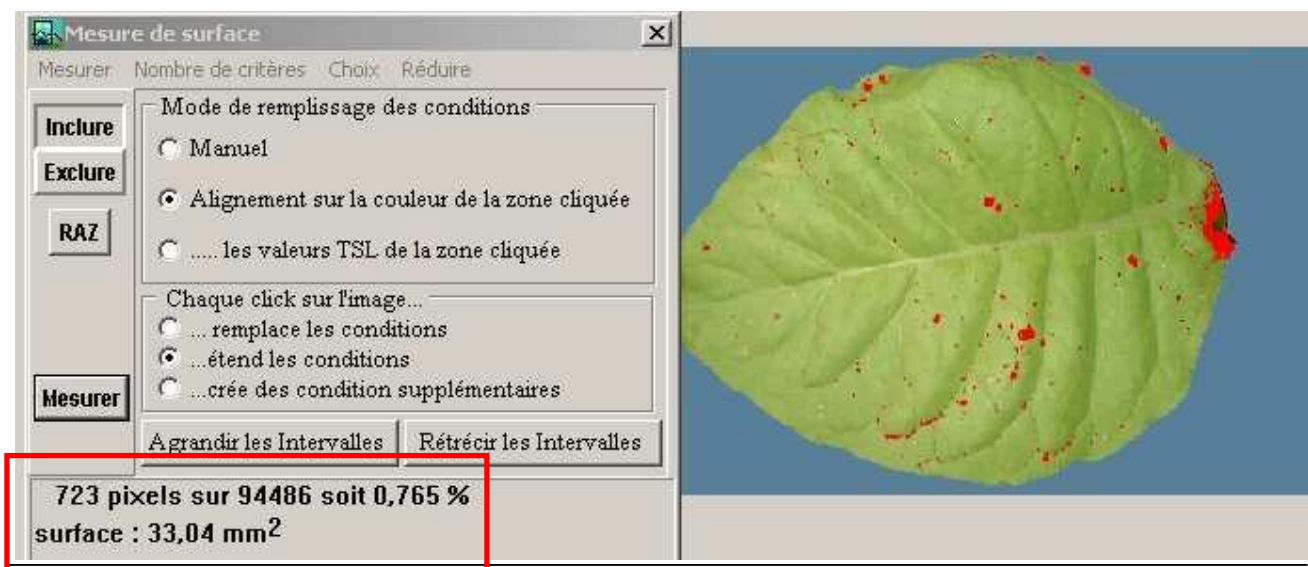 Mesure de surface
Mesurer Nombre de critères Choix Réduire
Inclure
Exclure
RAZ
Mesurer
Mode de remplissage des conditions
Manuel
Alignement sur la couleur de la zone cliquée
..... les valeurs TSL de la zone cliquée
Chaque click sur l'image...
... remplace les conditions
...étend les conditions
...crée des condition supplémentaires
Agrandir les Intervalles Rétrécir les Intervalles
723 pixels sur 94486 soit 0,765 %
surface : 33,04 mm2